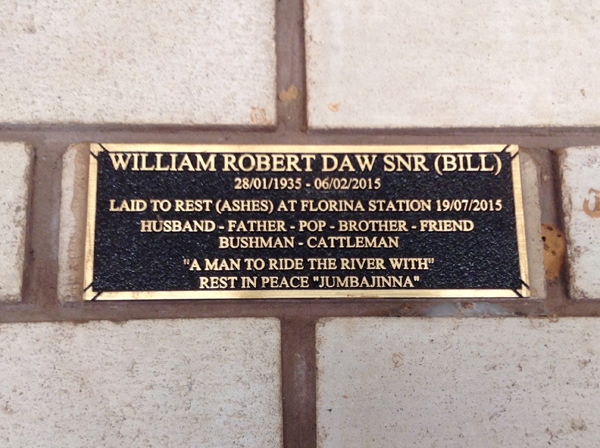 WILLIAM ROBERT DAW SNR (BILL)
28/01/1935 - 06/02/2015
LAID TO REST (ASHES) AT FLORINA STATION 19/07/2015
HUSBAND - FATHER - POP - BROTHER - FRIEND
BUSHMAN - CATTLEMAN
"A MAN TO RIDE THE RIVER WITH"
REST IN PEACE "JUMBAJINNA"